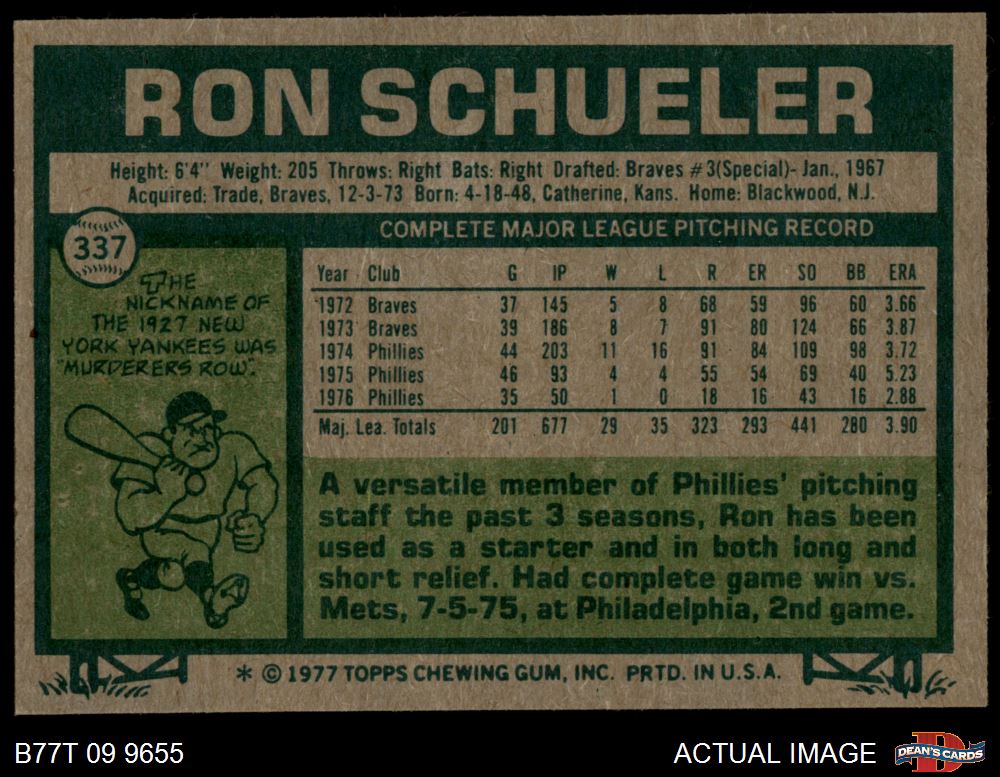 RON SCHUELER
Height: 6'4" Weight: 205 Throws: Right Bats: Right Drafted: Braves #3(Special)- Jan., 1967
Acquired: Trade, Braves, 12-3-73 Born: 4-18-48, Catherine, Kans. Home: Blackwood, N.J.
337
THE
NICKNAME OF
THE 1927 NEW
YORK YANKEES WAS
"MURDERERS ROW".
COMPLETE MAJOR LEAGUE PITCHING RECORD
Year Club G IP W L R ER SO BB ERA
1972 Braves 37 145 5 8 68 59 96 60 3.66
1973 Braves 39 186 8 7 91 80 124 66 3.87
1974 Phillies 44 203 11 16 91 84 109 98 3.72
1975 Phillies 46 93 4 4 55 54 69 40 5.23
1976 Phillies 35 50 1 0 18 16 43 16 2.88
Maj. Lea. Totals 201 677 29 35 323 293 441 280 3.90
A versatile member of Phillies' pitching
staff the past 3 seasons, Ron has been
used as a starter and in both long and
short relief. Had complete game win vs.
Mets, 7-5-75, at Philadelphia, 2nd game.
* © 1977 TOPPS CHEWING GUM, INC. PRTD. IN U.S.A.
B77T 09 9655
ACTUAL IMAGE
D
DEAN'S CARDS